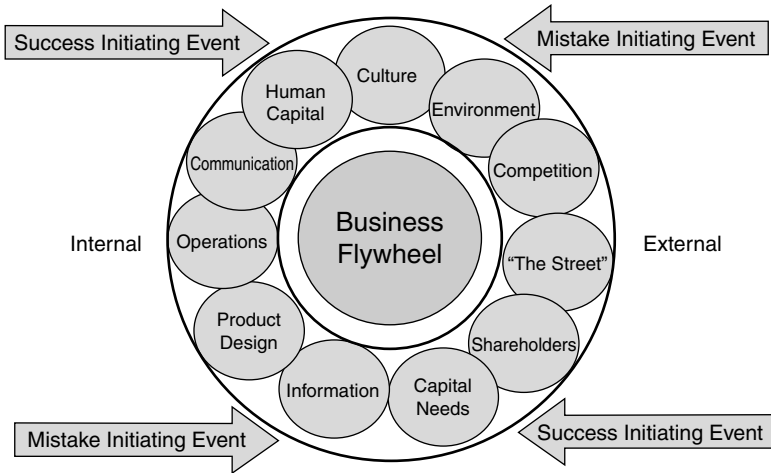 Success Initiating Event
Mistake Initiating Event
Culture
Human
Capital
Environment
Communication
Competition
Business
Flywheel
Internal
Operations
"The Street"
External
Product
Design
Shareholders
Information
Capital
Needs
Mistake Initiating Event
Success Initiating Event